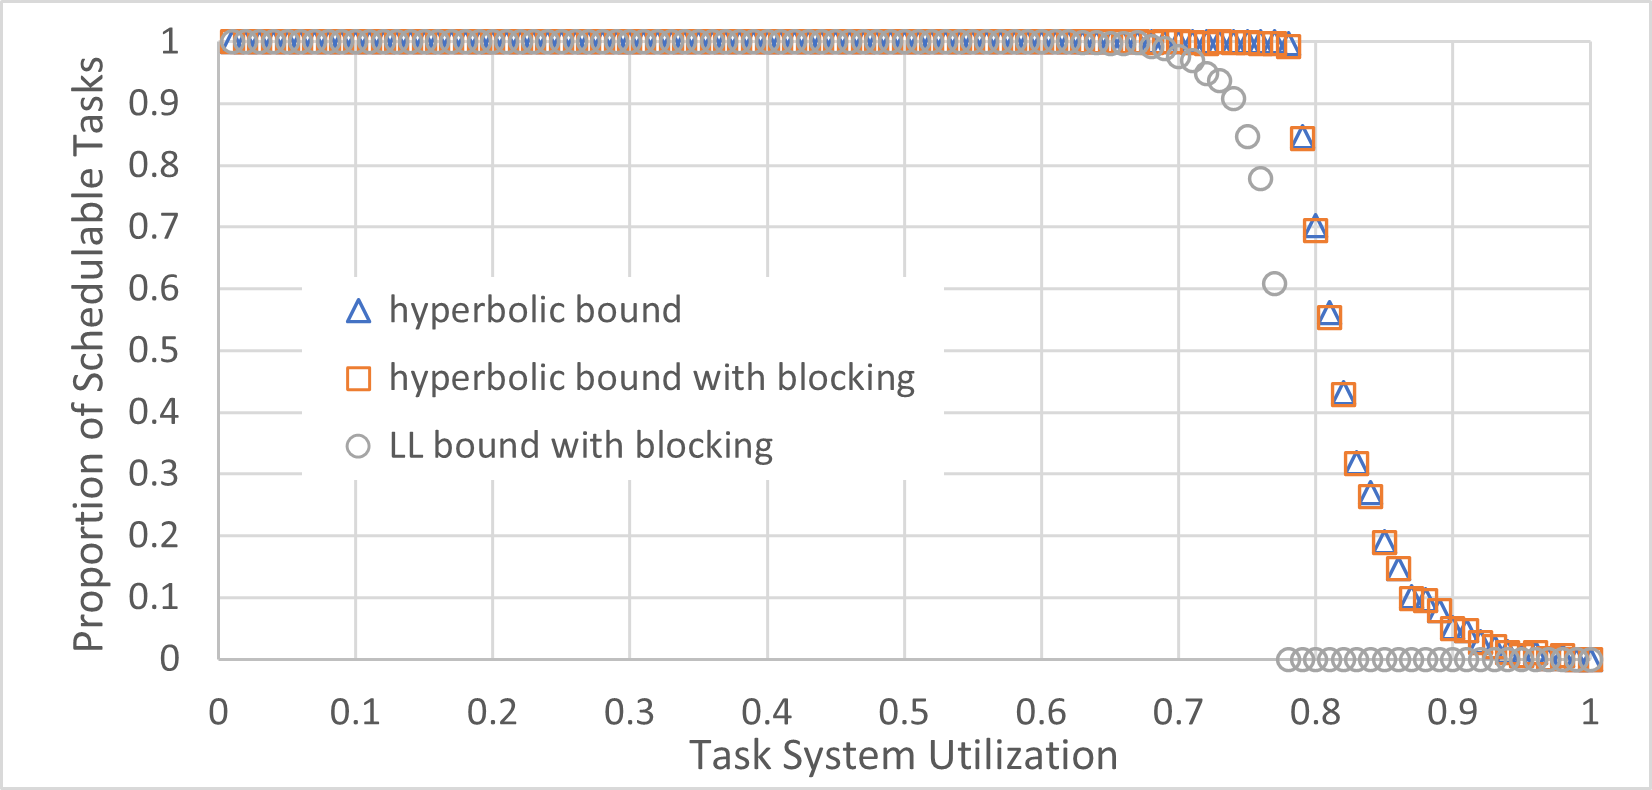 Proportion of Schedulable Tasks
1
0.9
0.8
0.7
0.6
0.5
0.4
0.3
0.2
0.1
0
hyperbolic bound
hyperbolic bound with blocking
LL bound with blocking
0 0.1 0.2 0.3 0.4 0.5 0.6 0.7 0.8 0.9 1
Task System Utilization